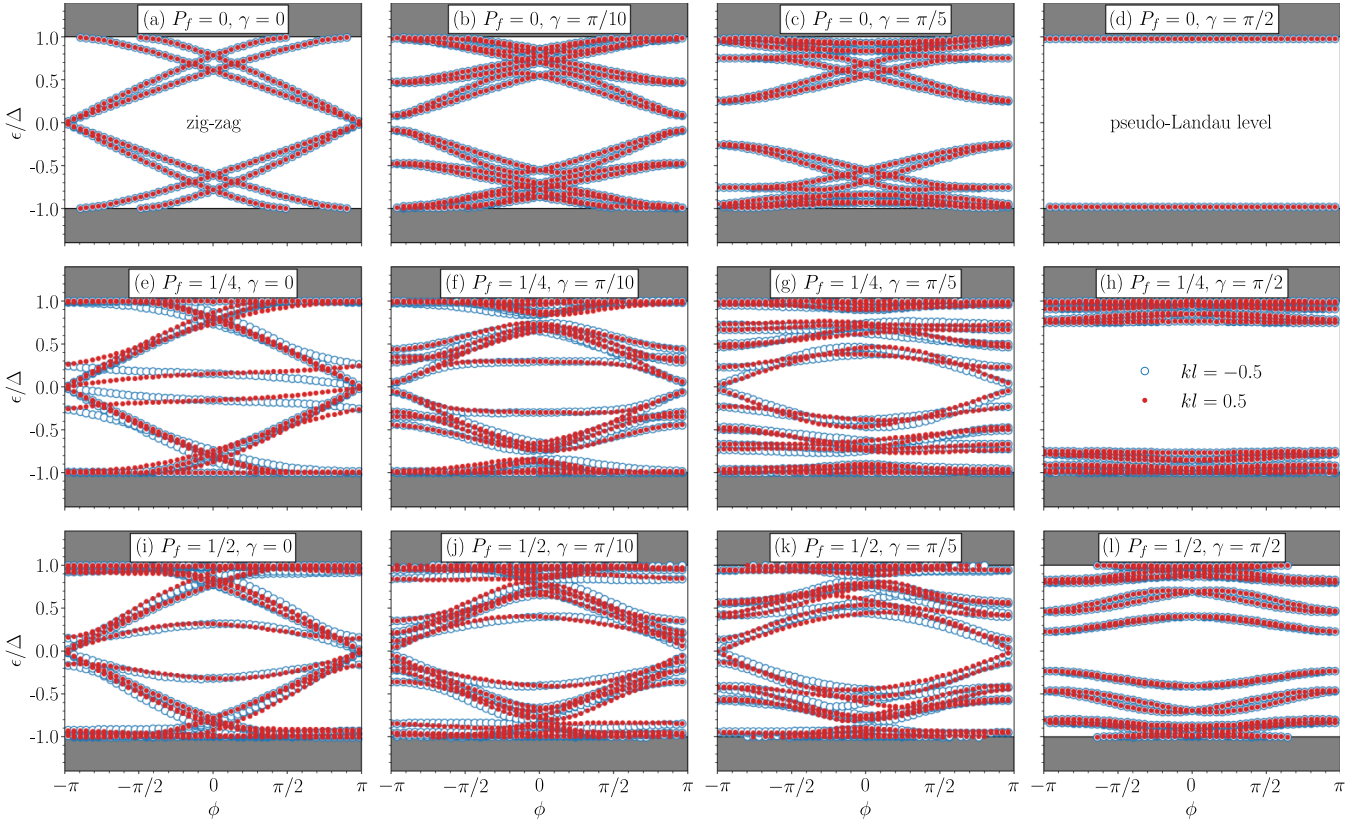 (a) P_f = 0, γ = 0
(b) P_f = 0, γ = π/10
(c) P_f = 0, γ = π/5
(d) P_f = 0, γ = π/2
1.0
0.5
0.0
-0.5
-1.0
ϵ/Δ
zig-zag
pseudo-Landau level
(e) P_f = 1/4, γ = 0
(f) P_f = 1/4, γ = π/10
(g) P_f = 1/4, γ = π/5
(h) P_f = 1/4, γ = π/2
1.0
0.5
0.0
-0.5
-1.0
ϵ/Δ
kl = −0.5
kl = 0.5
(i) P_f = 1/2, γ = 0
(j) P_f = 1/2, γ = π/10
(k) P_f = 1/2, γ = π/5
(l) P_f = 1/2, γ = π/2
1.0
0.5
0.0
-0.5
-1.0
ϵ/Δ
−π −π/2 0 π/2 π
−π −π/2 0 π/2 π
−π −π/2 0 π/2 π
−π −π/2 0 π/2 π
ϕ ϕ ϕ ϕ